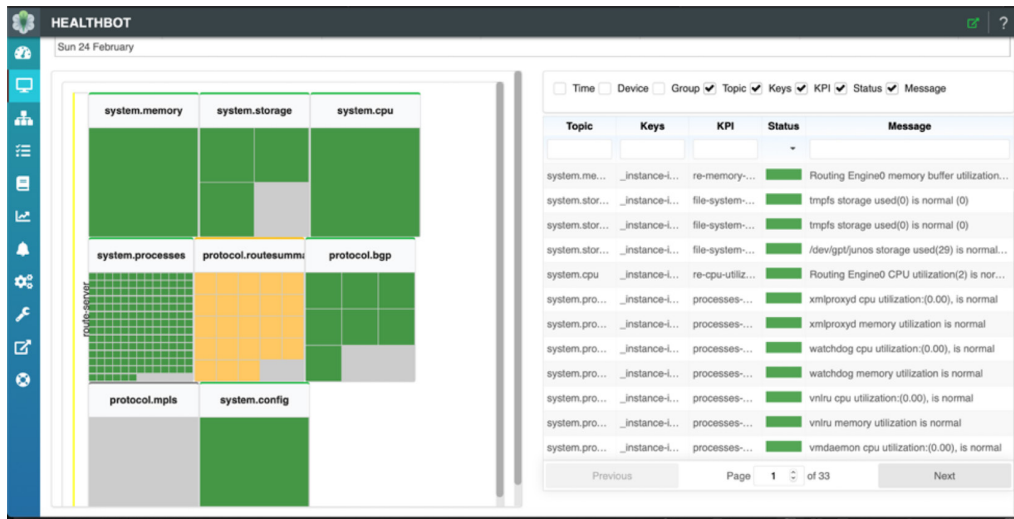 HEALTHBOT
?
Sun 24 February
system.memory system.storage system.cpu
system.processes protocol.routesumma protocol.bgp
route-server
protocol.mpls system.config
Time Device Group Topic Keys KPI Status Message
Topic Keys KPI Status Message
system.me... _instance-i... re-memory-... Routing Engine0 memory buffer utilization...
system.stor... _instance-i... file-system-... tmpfs storage used(0) is normal (0)
system.stor... _instance-i... file-system-... tmpfs storage used(0) is normal (0)
system.stor... _instance-i... file-system-... /dev/gpt/junos storage used(29) is normal...
system.cpu _instance-i... re-cpu-utiliz... Routing Engine0 CPU utilization(2) is nor...
system.pro... _instance-i... processes-... xmlproxyd cpu utilization:(0.00), is normal
system.pro... _instance-i... processes-... xmlproxyd memory utilization is normal
system.pro... _instance-i... processes-... watchdog cpu utilization:(0.00), is normal
system.pro... _instance-i... processes-... watchdog memory utilization is normal
system.pro... _instance-i... processes-... vnlru cpu utilization:(0.00), is normal
system.pro... _instance-i... processes-... vnlru memory utilization is normal
system.pro... _instance-i... processes-... vmdaemon cpu utilization:(0.00), is normal
Previous Page 1 of 33 Next